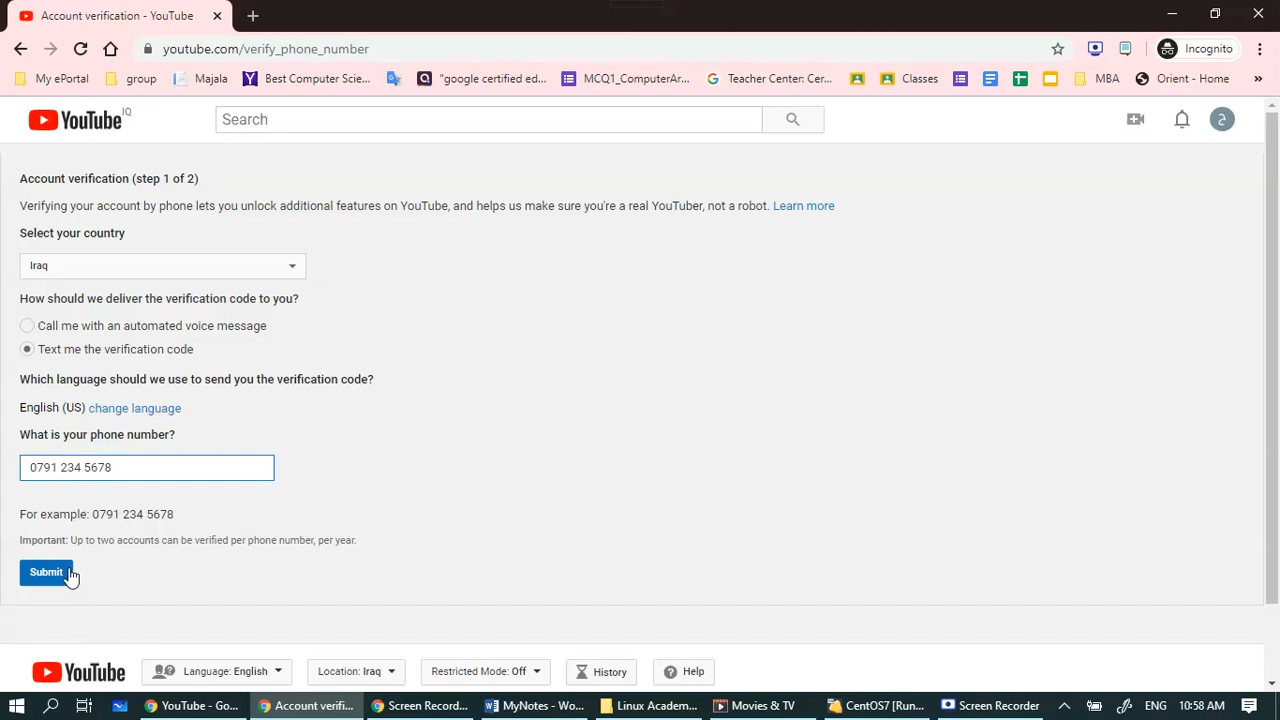 Account verification - YouTube
youtube.com/verify_phone_number
Incognito
My ePortal
group
Majala
Best Computer Scie...
"google certified ed...
MCQ1_ComputerAr...
Teacher Center: Cer...
Classes
MBA
Orient - Home
»
YouTube IQ
Search
Account verification (step 1 of 2)
Verifying your account by phone lets you unlock additional features on YouTube, and helps us make sure you're a real YouTuber, not a robot. Learn more
Select your country
Iraq
How should we deliver the verification code to you?
Call me with an automated voice message
Text me the verification code
Which language should we use to send you the verification code?
English (US) change language
What is your phone number?
0791 234 5678
For example: 0791 234 5678
Important: Up to two accounts can be verified per phone number, per year.
Submit
YouTube
Language: English
Location: Iraq
Restricted Mode: Off
History
Help
YouTube - Go...
Account verifi...
Screen Record...
MyNotes - Wo...
Linux Academ...
Movies & TV
CentOS7 [Run...
Screen Recorder
ENG
10:58 AM